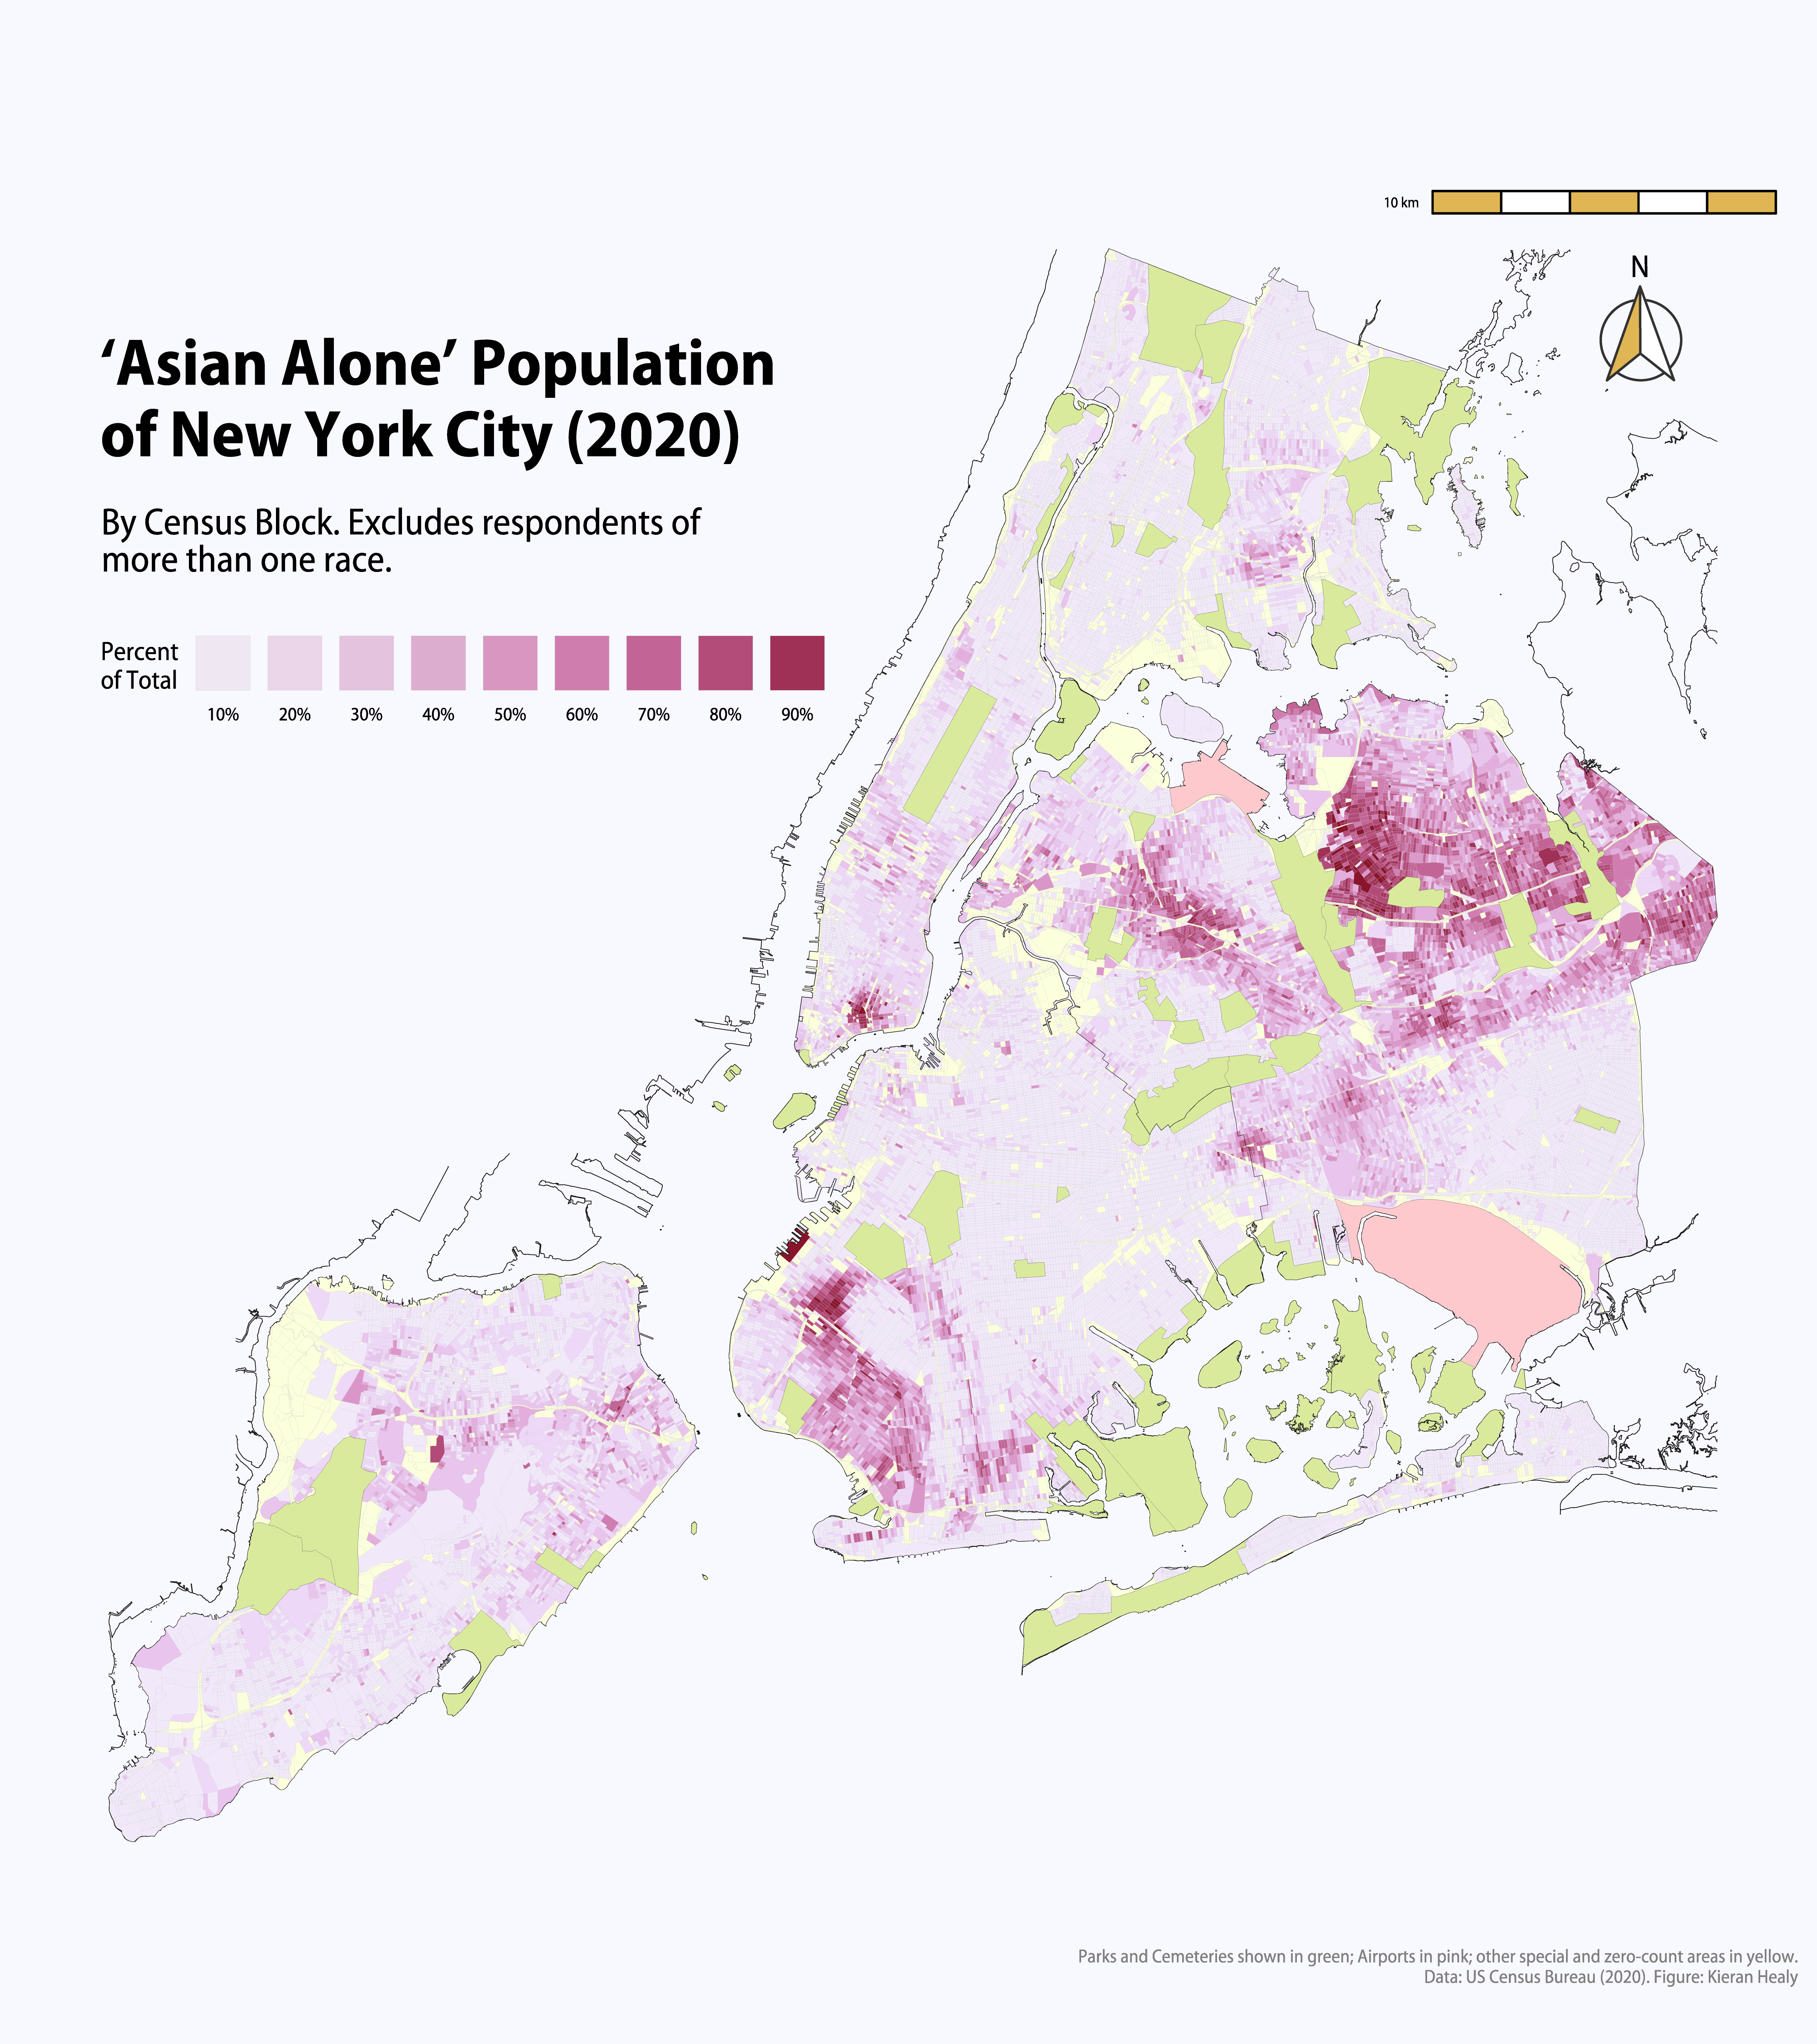 10 km
N
‘Asian Alone’ Population
of New York City (2020)
By Census Block. Excludes respondents of
more than one race.
Percent
of Total
10% 20% 30% 40% 50% 60% 70% 80% 90%
Parks and Cemeteries shown in green; Airports in pink; other special and zero-count areas in yellow.
Data: US Census Bureau (2020). Figure: Kieran Healy